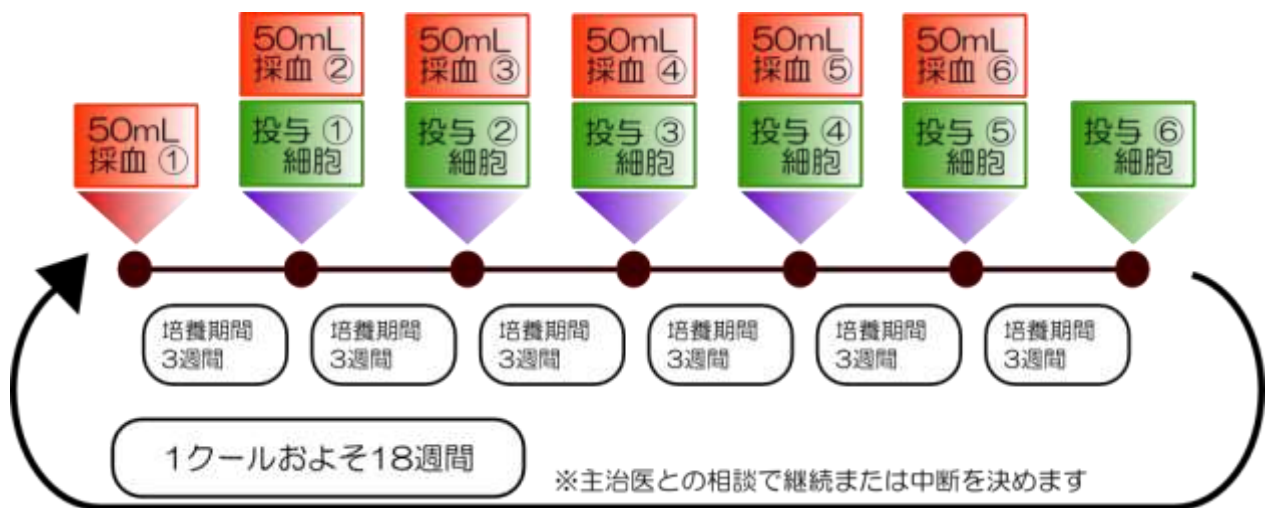 50mL
採血 ①
50mL
採血 ②
投与 ①
細胞
50mL
採血 ③
投与 ②
細胞
50mL
採血 ④
投与 ③
細胞
50mL
採血 ⑤
投与 ④
細胞
50mL
採血 ⑥
投与 ⑤
細胞
投与 ⑥
細胞
培養期間
3週間
培養期間
3週間
培養期間
3週間
培養期間
3週間
培養期間
3週間
培養期間
3週間
1クールおよそ18週間
※主治医との相談で継続または中断を決めます